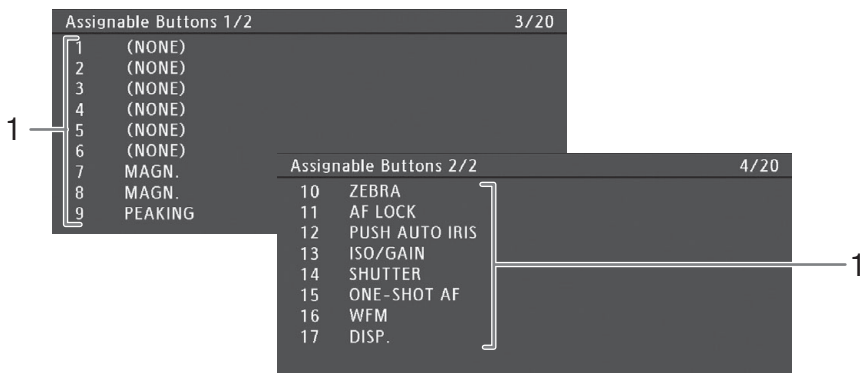 Assignable Buttons 1/2 3/20
1 (NONE)
2 (NONE)
3 (NONE)
4 (NONE)
5 (NONE)
6 (NONE)
7 MAGN.
8 MAGN.
9 PEAKING
1
Assignable Buttons 2/2 4/20
10 ZEBRA
11 AF LOCK
12 PUSH AUTO IRIS
13 ISO/GAIN
14 SHUTTER
15 ONE-SHOT AF
16 WFM
17 DISP.
1